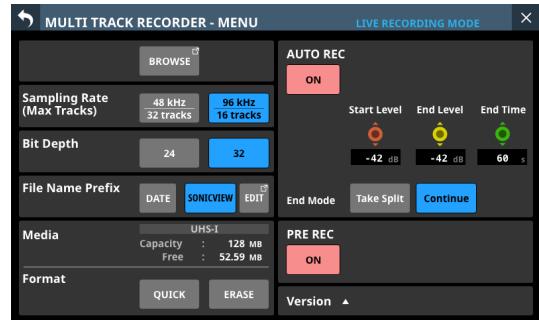 MULTI TRACK RECORDER - MENU
LIVE RECORDING MODE
BROWSE
Sampling Rate
(Max Tracks)
48 kHz
32 tracks
96 kHz
16 tracks
Bit Depth
24
32
File Name Prefix
DATE
SONICVIEW
EDIT
Media
UHS-I
Capacity : 128 MB
Free : 52.59 MB
Format
QUICK
ERASE
AUTO REC
ON
Start Level
End Level
End Time
-42 dB
-42 dB
60 s
End Mode
Take Split
Continue
PRE REC
ON
Version